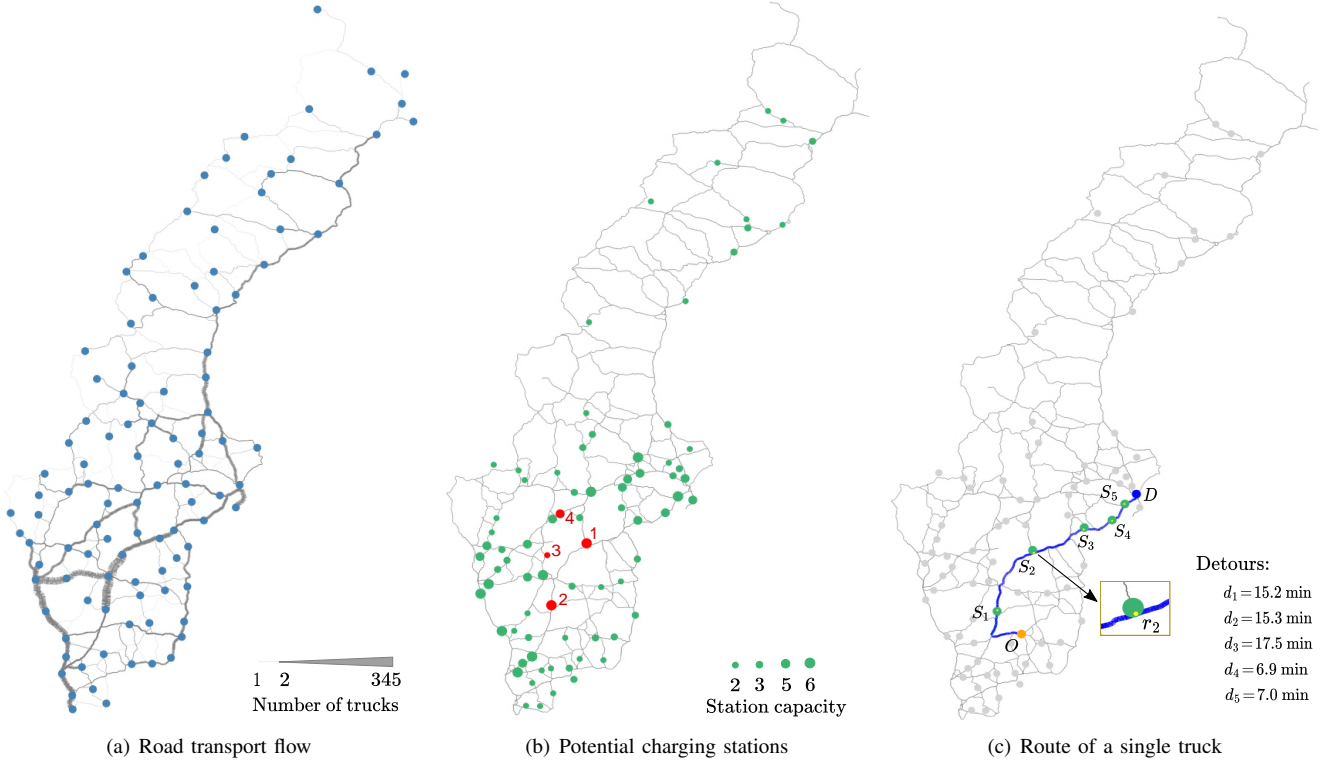 1 2 345
Number of trucks
(a) Road transport flow
4
1
3
2
2 3 5 6
Station capacity
(b) Potential charging stations
S₅ D
S₄
S₃
S₂
S₁
O
r₂
Detours:
d₁=15.2 min
d₂=15.3 min
d₃=17.5 min
d₄=6.9 min
d₅=7.0 min
(c) Route of a single truck